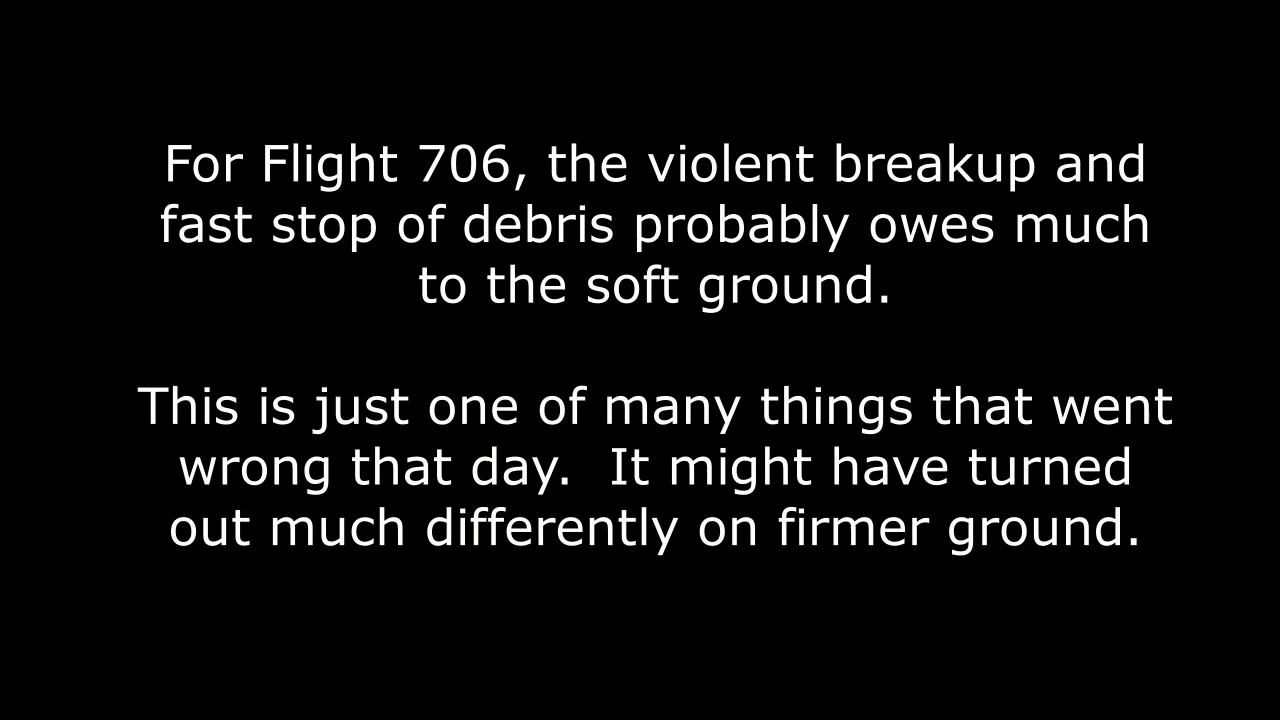 For Flight 706, the violent breakup and
fast stop of debris probably owes much
to the soft ground.
This is just one of many things that went
wrong that day.  It might have turned
out much differently on firmer ground.